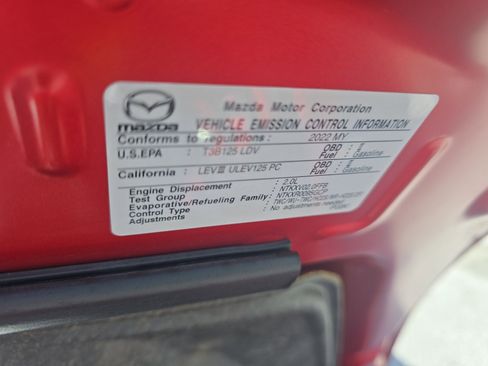 mazda
Mazda Motor Corporation
VEHICLE EMISSION CONTROL INFORMATION
Conforms to regulations: 2022 MY
U.S.EPA : T3B125 LDV OBD :
Fuel : Gasoline
California : LEVIII ULEV125 PC OBD :
Fuel : Gasoline
Engine Displacement : 2.0L
Test Group :
Evaporative/Refueling Family:
Control Type :
Adjustments : No adjustments needed